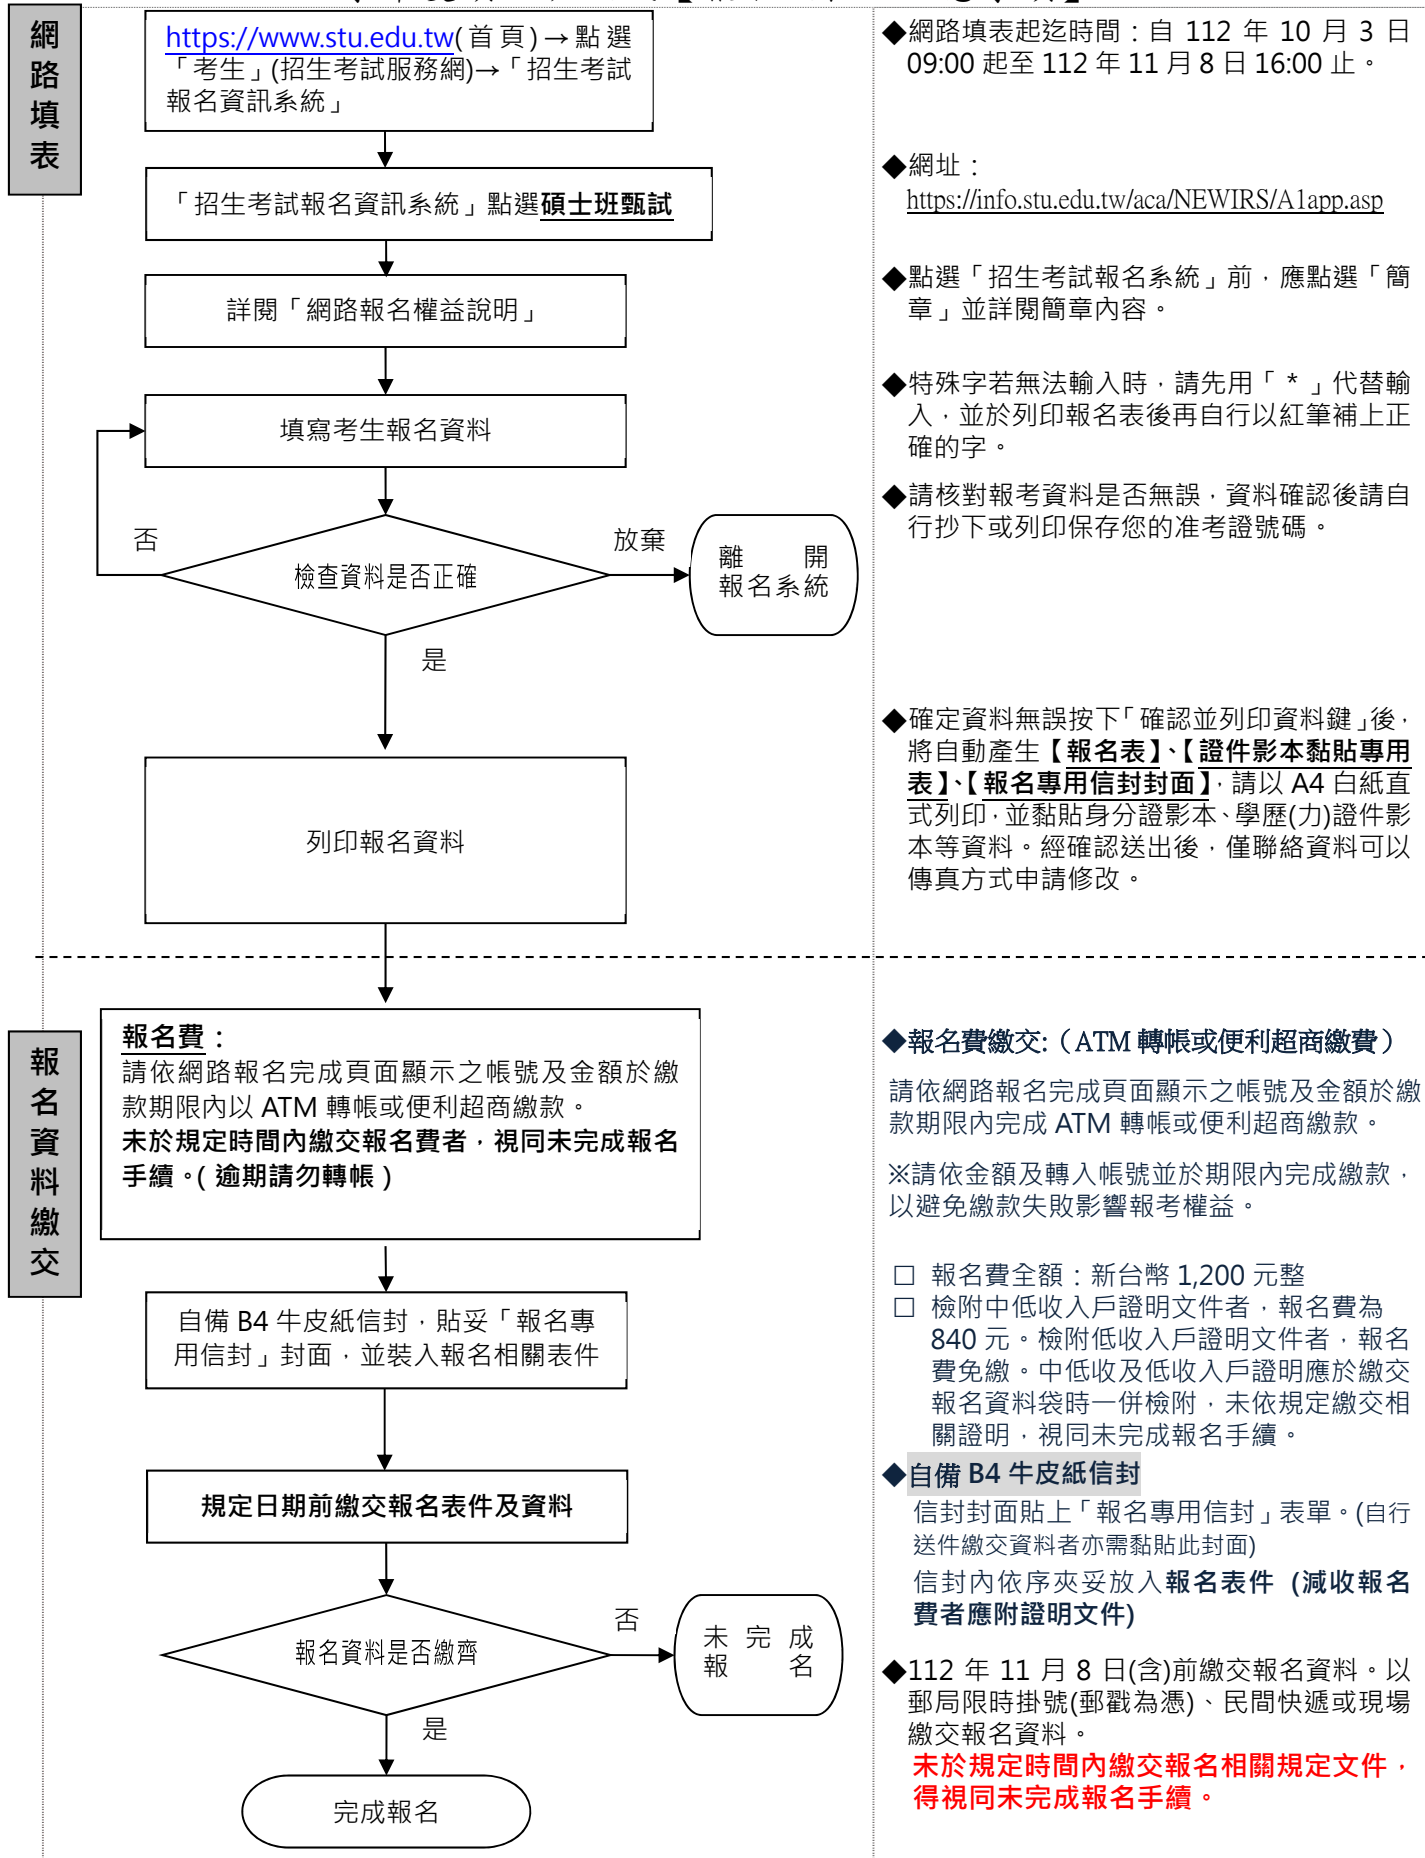 網
路
填
表
https://www.stu.edu.tw(首頁)→點選
「考生」(招生考試服務網)→「招生考試
報名資訊系統」
「招生考試報名資訊系統」點選碩士班甄試
詳閱「網路報名權益說明」
填寫考生報名資料
否
檢查資料是否正確
放棄
離 開
報名系統
是
列印報名資料
◆網路填表起迄時間：自 112 年 10 月 3 日
09:00 起至 112 年 11 月 8 日 16:00 止。
◆網址：
https://info.stu.edu.tw/aca/NEWIRS/A1app.asp
◆點選「招生考試報名系統」前，應點選「簡
章」並詳閱簡章內容。
◆特殊字若無法輸入時，請先用「 * 」代替輸
入，並於列印報名表後再自行以紅筆補上正
確的字。
◆請核對報考資料是否無誤，資料確認後請自
行抄下或列印保存您的准考證號碼。
◆確定資料無誤按下「確認並列印資料鍵」後，
將自動產生【報名表】、【證件影本黏貼專用
表】、【報名專用信封封面】，請以 A4 白紙直
式列印，並黏貼身分證影本、學歷(力)證件影
本等資料。經確認送出後，僅聯絡資料可以
傳真方式申請修改。
報
名
資
料
繳
交
報名費：
請依網路報名完成頁面顯示之帳號及金額於繳
款期限內以 ATM 轉帳或便利超商繳款。
未於規定時間內繳交報名費者，視同未完成報名
手續。( 逾期請勿轉帳 )
自備 B4 牛皮紙信封，貼妥「報名專
用信封」封面，並裝入報名相關表件
規定日期前繳交報名表件及資料
報名資料是否繳齊
否
未 完 成
報 名
是
完成報名
◆報名費繳交:（ATM 轉帳或便利超商繳費）
請依網路報名完成頁面顯示之帳號及金額於繳
款期限內完成 ATM 轉帳或便利超商繳款。
※請依金額及轉入帳號並於期限內完成繳款，
以避免繳款失敗影響報考權益。
□ 報名費全額：新台幣 1,200 元整
□ 檢附中低收入戶證明文件者，報名費為
840 元。檢附低收入戶證明文件者，報名
費免繳。中低收及低收入戶證明應於繳交
報名資料袋時一併檢附，未依規定繳交相
關證明，視同未完成報名手續。
◆自備 B4 牛皮紙信封
信封封面貼上「報名專用信封」表單。(自行
送件繳交資料者亦需黏貼此封面)
信封內依序夾妥放入報名表件 (減收報名
費者應附證明文件)
◆112 年 11 月 8 日(含)前繳交報名資料。以
郵局限時掛號(郵戳為憑)、民間快遞或現場
繳交報名資料。
未於規定時間內繳交報名相關規定文件，
得視同未完成報名手續。